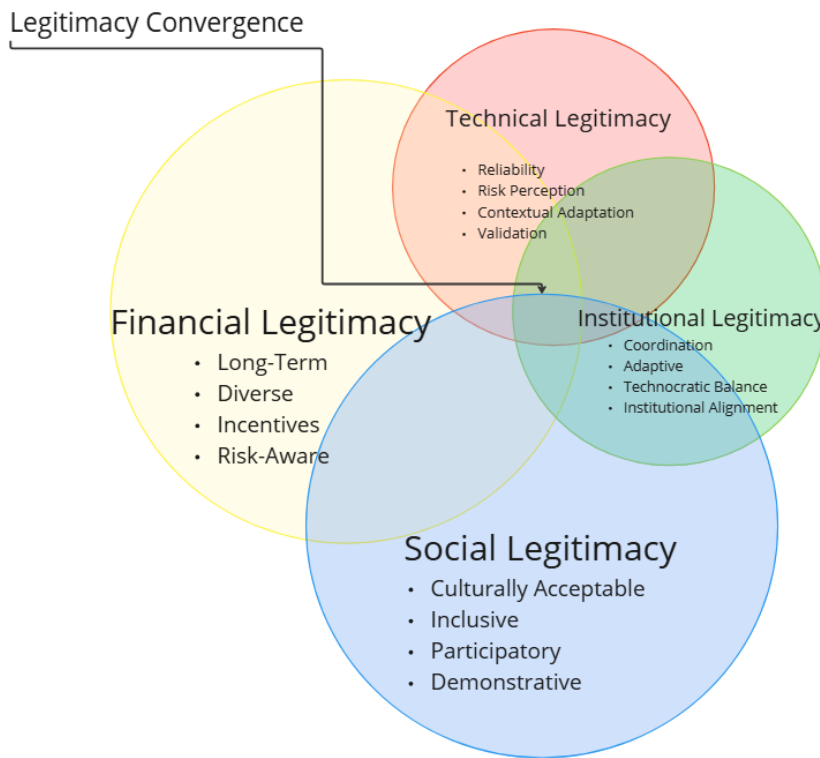 Legitimacy Convergence
Technical Legitimacy
• Reliability
• Risk Perception
• Contextual Adaptation
• Validation
Financial Legitimacy
• Long-Term
• Diverse
• Incentives
• Risk-Aware
Institutional Legitimacy
• Coordination
• Adaptive
• Technocratic Balance
• Institutional Alignment
Social Legitimacy
• Culturally Acceptable
• Inclusive
• Participatory
• Demonstrative